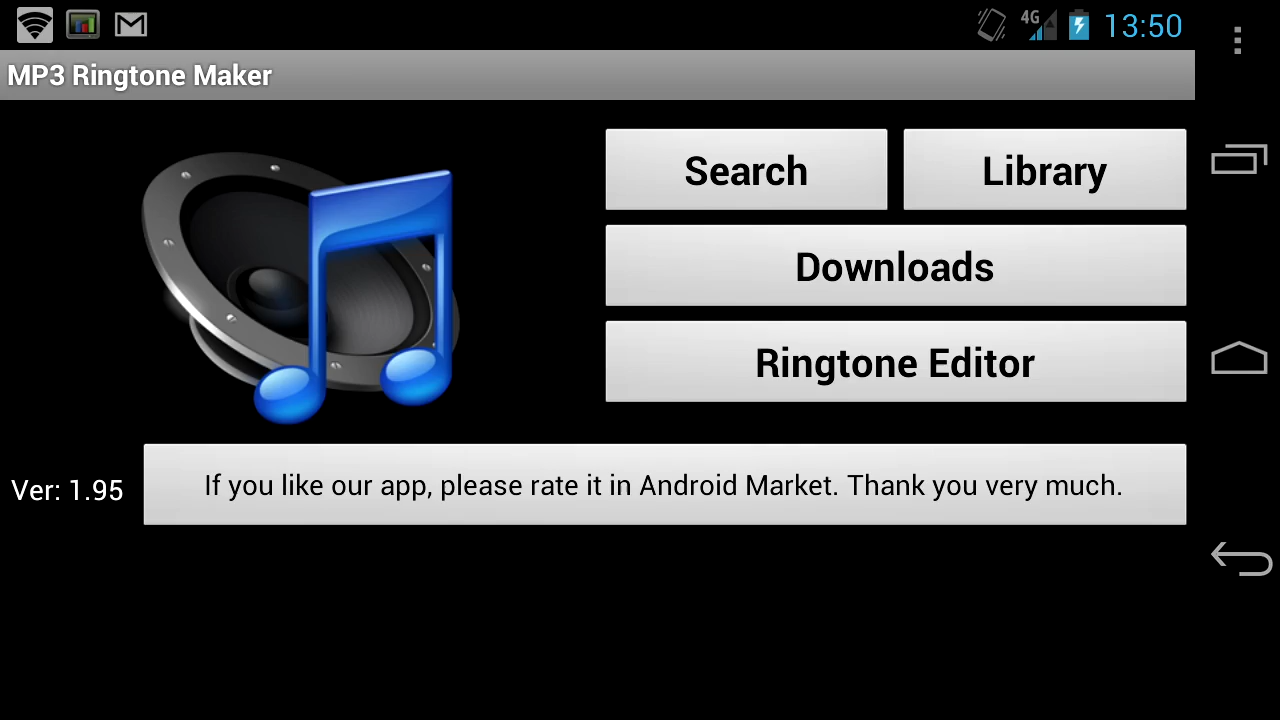 4G
13:50
MP3 Ringtone Maker
Search
Library
Downloads
Ringtone Editor
Ver: 1.95
If you like our app, please rate it in Android Market. Thank you very much.